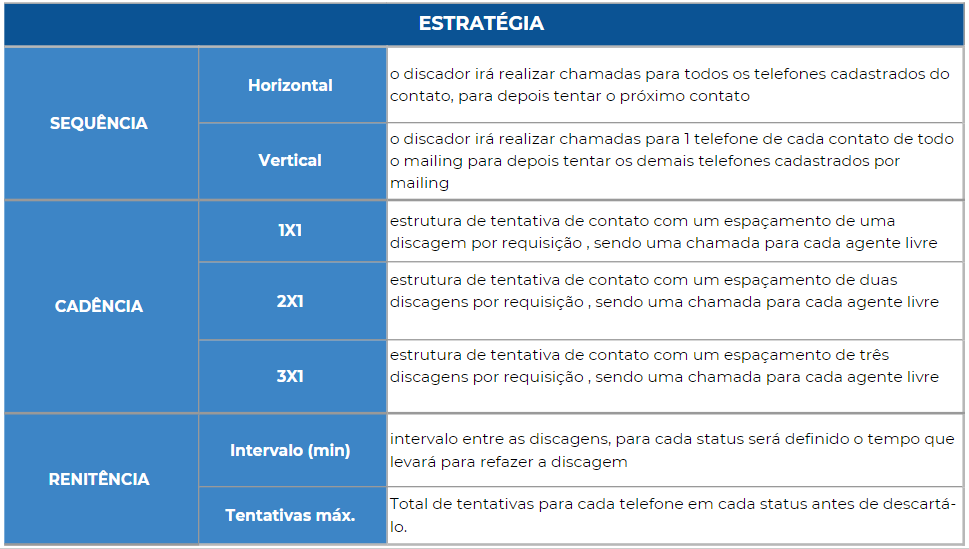 ESTRATÉGIA
SEQUÊNCIA
Horizontal
o discador irá realizar chamadas para todos os telefones cadastrados do
contato, para depois tentar o próximo contato
Vertical
o discador irá realizar chamadas para 1 telefone de cada contato de todo
o mailing para depois tentar os demais telefones cadastrados por
mailing
CADÊNCIA
1X1
estrutura de tentativa de contato com um espaçamento de uma
discagem por requisição , sendo uma chamada para cada agente livre
2X1
estrutura de tentativa de contato com um espaçamento de duas
discagens por requisição , sendo uma chamada para cada agente livre
3X1
estrutura de tentativa de contato com um espaçamento de três
discagens por requisição , sendo uma chamada para cada agente livre
RENITÊNCIA
Intervalo (min)
intervalo entre as discagens, para cada status será definido o tempo que
levará para refazer a discagem
Tentativas máx.
Total de tentativas para cada telefone em cada status antes de descartá-
lo.